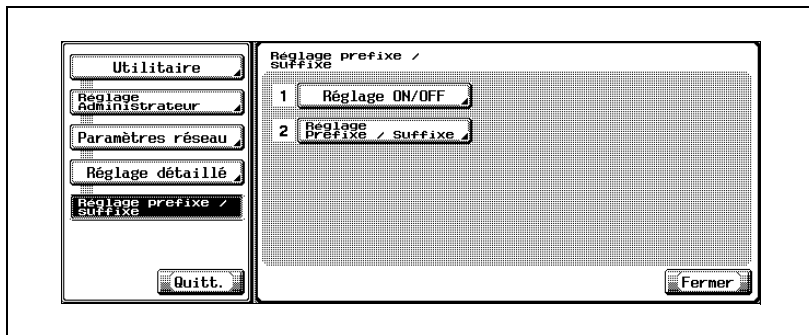 Utilitaire
Réglage
Administrateur
Paramètres réseau
Réglage détaillé
Réglage prefixe /
suffixe
Quitt.
Réglage prefixe /
suffixe
1 Réglage ON/OFF
2 Réglage
Préfixe / Suffixe
Fermer